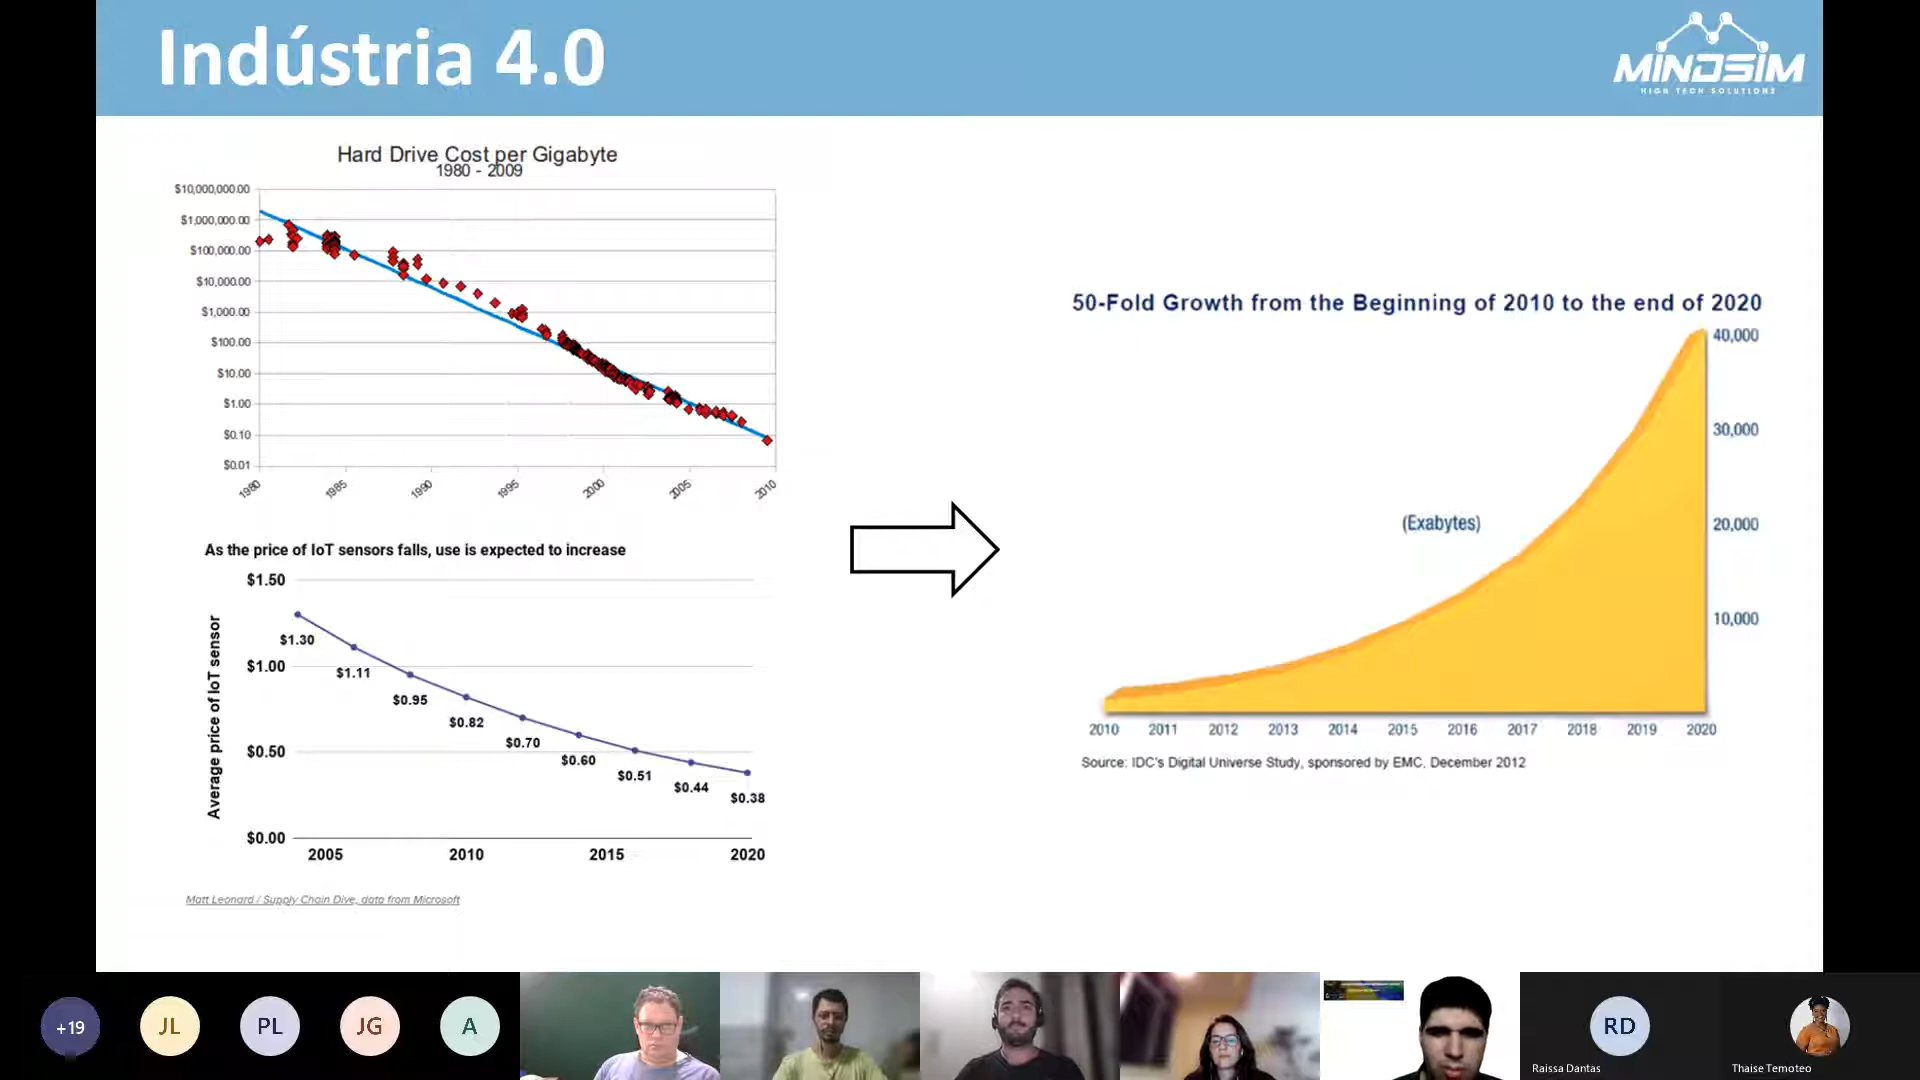 Indústria 4.0
MINDSIM
HIGH TECH SOLUTIONS
Hard Drive Cost per Gigabyte
1980 - 2009
$10,000,000.00
$1,000,000.00
$100,000.00
$10,000.00
$1,000.00
$100.00
$10.00
$1.00
$0.10
$0.01
1980 1985 1990 1995 2000 2005 2010
As the price of IoT sensors falls, use is expected to increase
Average price of IoT sensor
$1.50
$1.00
$0.50
$0.00
$1.30
$1.11
$0.95
$0.82
$0.70
$0.60
$0.51
$0.44
$0.38
2005 2010 2015 2020
Matt Leonard / Supply Chain Dive, data from Microsoft
50-Fold Growth from the Beginning of 2010 to the end of 2020
40,000
30,000
(Exabytes)
20,000
10,000
2010 2011 2012 2013 2014 2015 2016 2017 2018 2019 2020
Source: IDC's Digital Universe Study, sponsored by EMC, December 2012
+19
JL
PL
JG
A
RD
Raissa Dantas
Thaise Temoteo